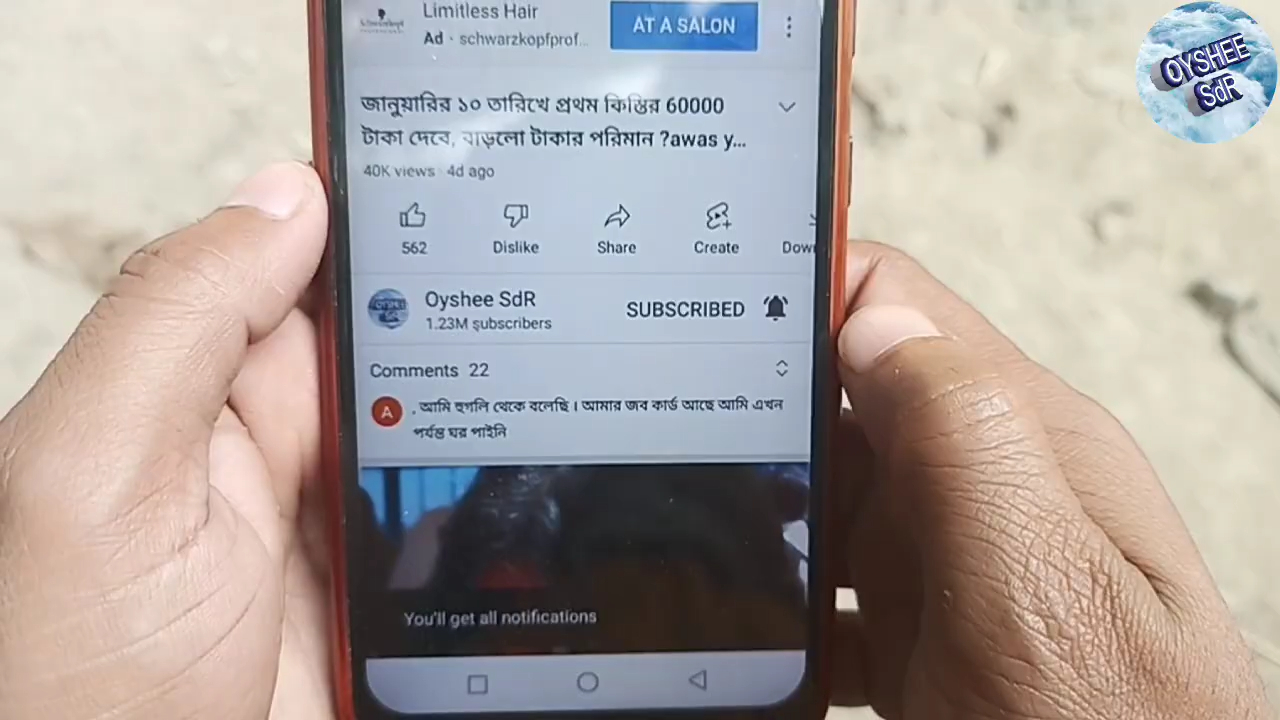 Limitless Hair
Ad · schwarzkopfprof...
AT A SALON
OYSHEE
SdR
জানুয়ারির ১০ তারিখে প্রথম কিস্তির 60000
টাকা দেবে, বাড়লো টাকার পরিমান ?awas y...
40K views · 4d ago
562
Dislike
Share
Create
Dow
Oyshee SdR
1.23M subscribers
SUBSCRIBED
Comments 22
A
. আমি হুগলি থেকে বলেছি । আমার জব কার্ড আছে আমি এখন
পর্যন্ত ঘর পাইনি
You'll get all notifications